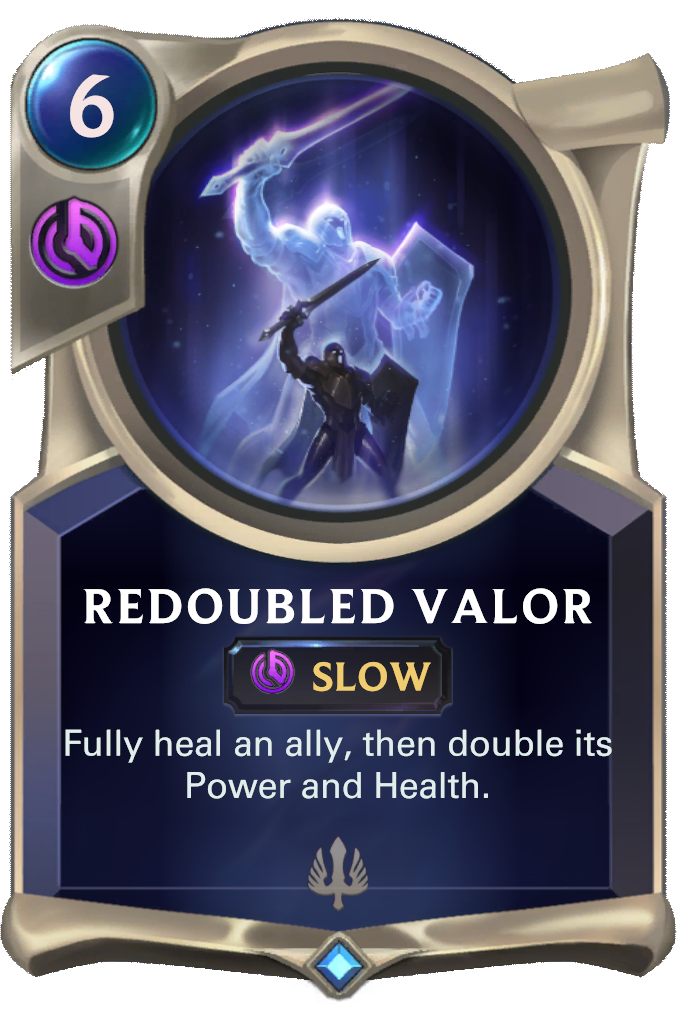 6
REDOUBLED VALOR
SLOW
Fully heal an ally, then double its
Power and Health.